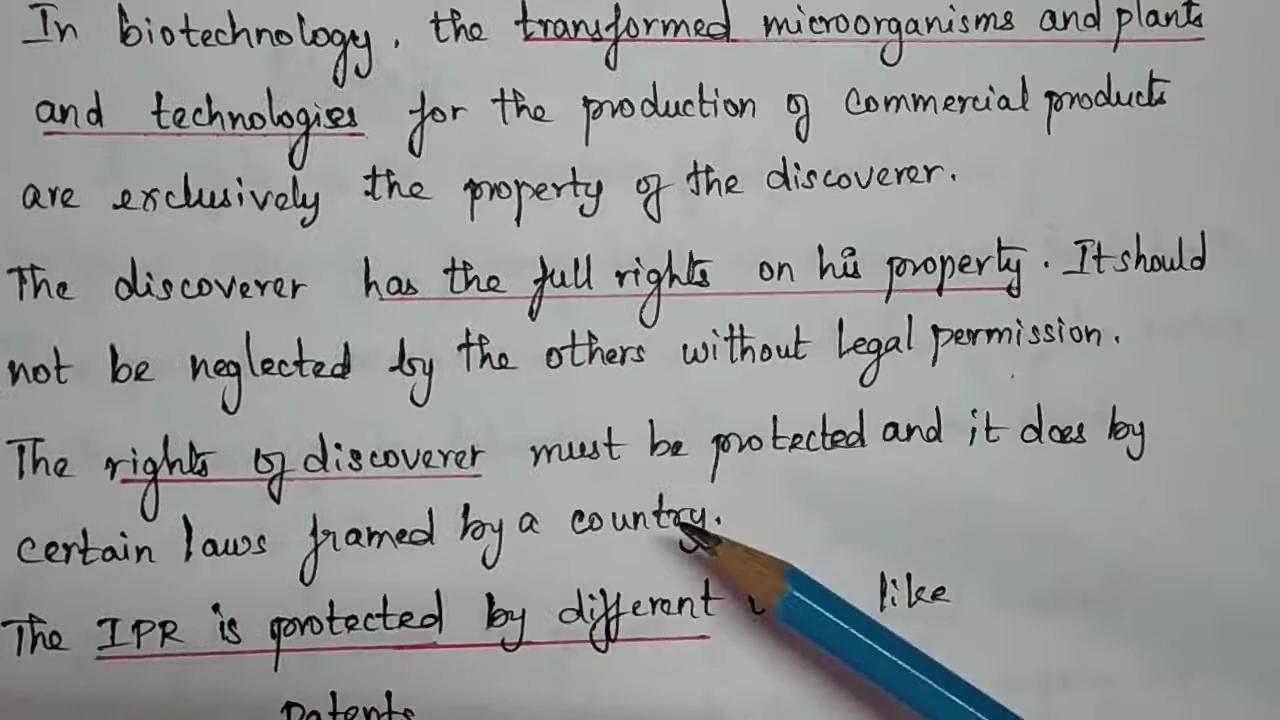 In biotechnology, the transformed microorganisms and plants
and technologies for the production of commercial products
are exclusively the property of the discoverer.
The discoverer has the full rights on his property. It should
not be neglected by the others without legal permission.
The rights of discoverer must be protected and it does by
certain laws framed by a country.
The IPR is protected by different like
Patents